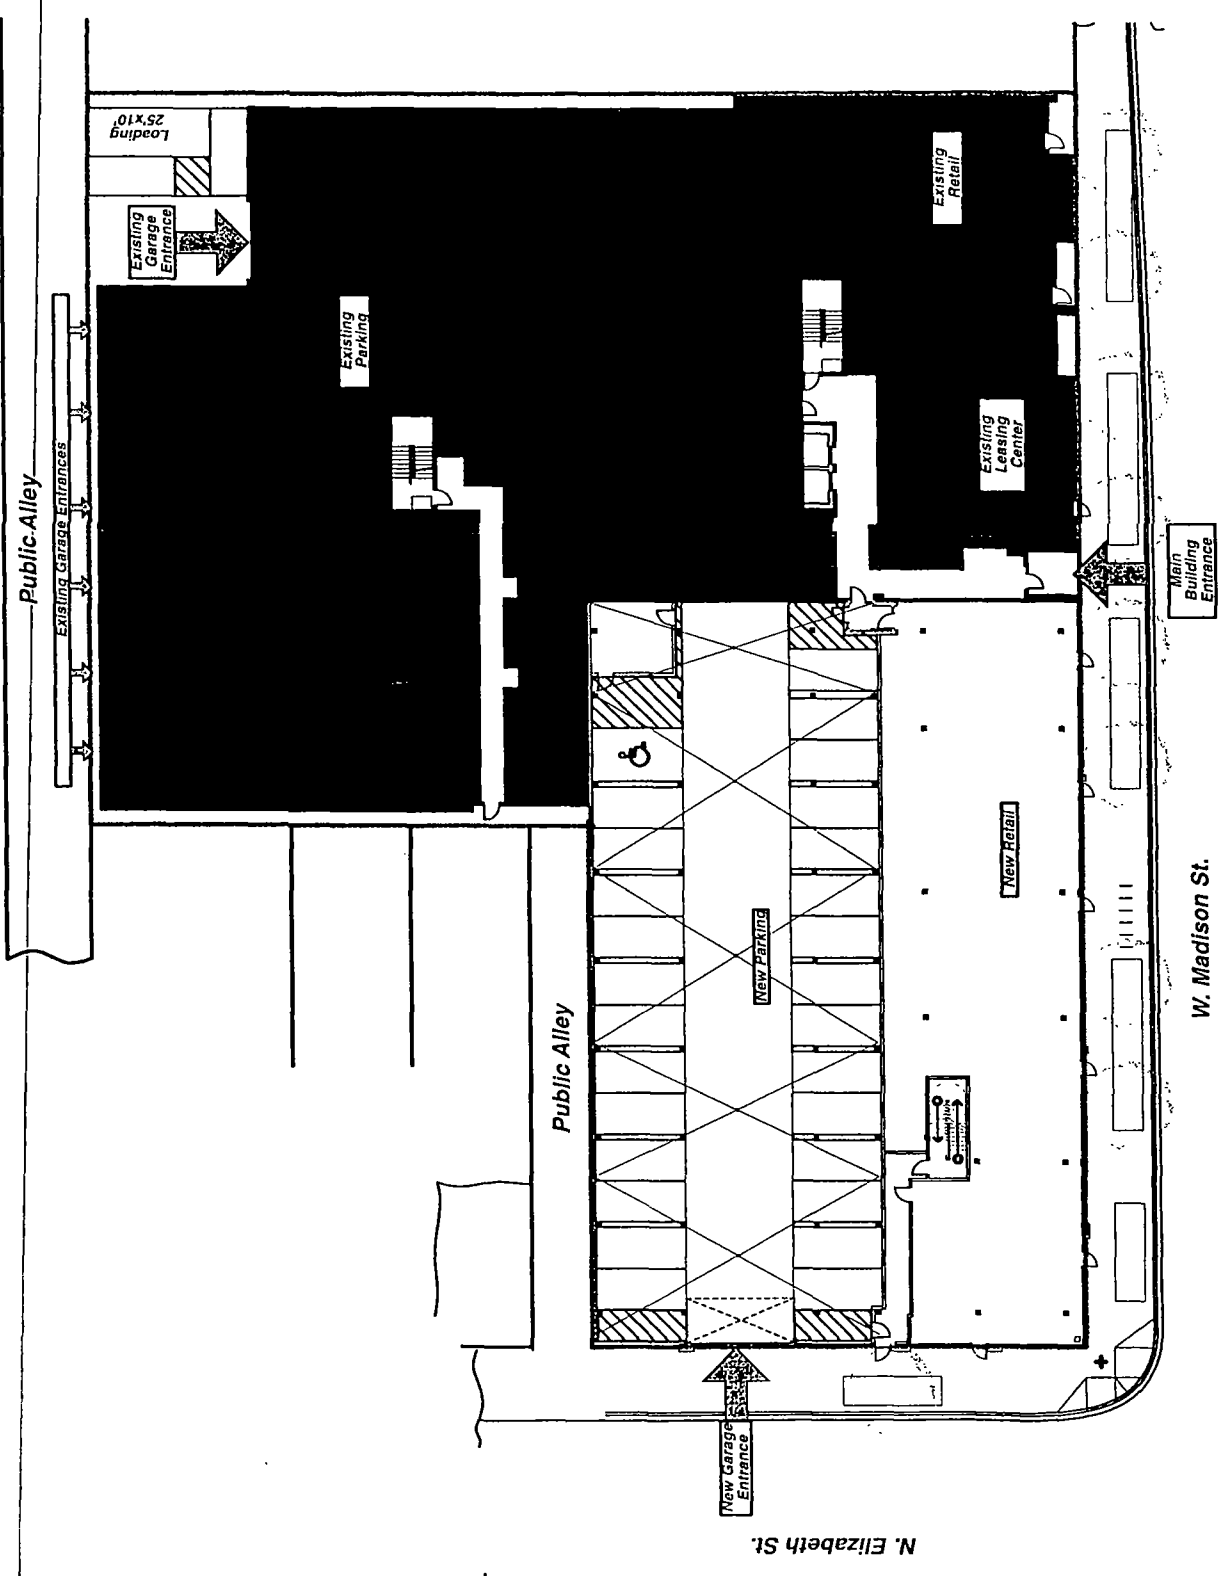 Loading
25'x10'
Existing
Garage
Entrance
Existing Garage Entrances
Public Alley
Existing
Parking
Existing
Retail
Existing
Leasing
Center
Main
Building
Entrance
New Retail
New Parking
Public Alley
W. Madison St.
New Garage
Entrance
N. Elizabeth St.